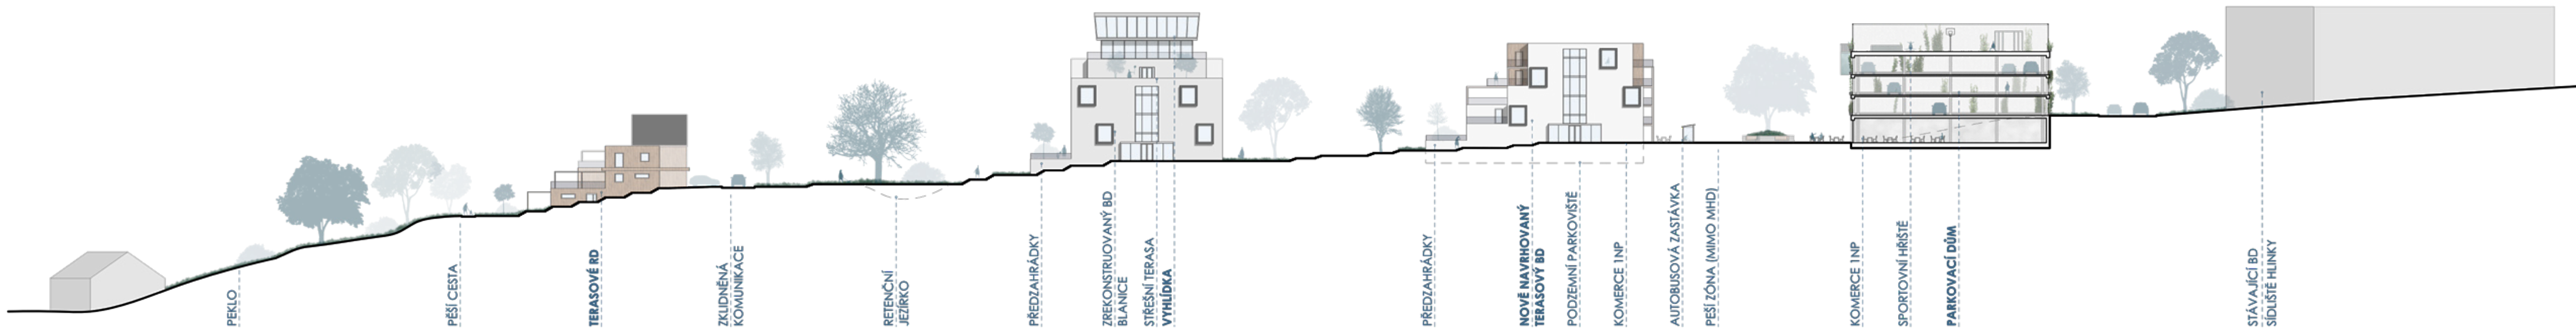 PEKLO
PĚŠÍ CESTA
TERASOVÉ RD
ZKLIDNĚNÁ
KOMUNIKACE
RETENČNÍ
JEZÍRKO
PŘEDZAHRÁDKY
ZREKONSTRUOVANÝ BD
BLANICE
STŘEŠNÍ TERASA
VYHLÍDKA
PŘEDZAHRÁDKY
NOVĚ NAVRHOVANÝ
TERASOVÝ BD
PODZEMNÍ PARKOVIŠTĚ
KOMERCE 1NP
AUTOBUSOVÁ ZASTÁVKA
PEŠÍ ZÓNA (MIMO MHD)
KOMERCE 1NP
SPORTOVNÍ HŘIŠTĚ
PARKOVACÍ DŮM
STÁVAJÍCÍ BD
SÍDLIŠTĚ HLINKY